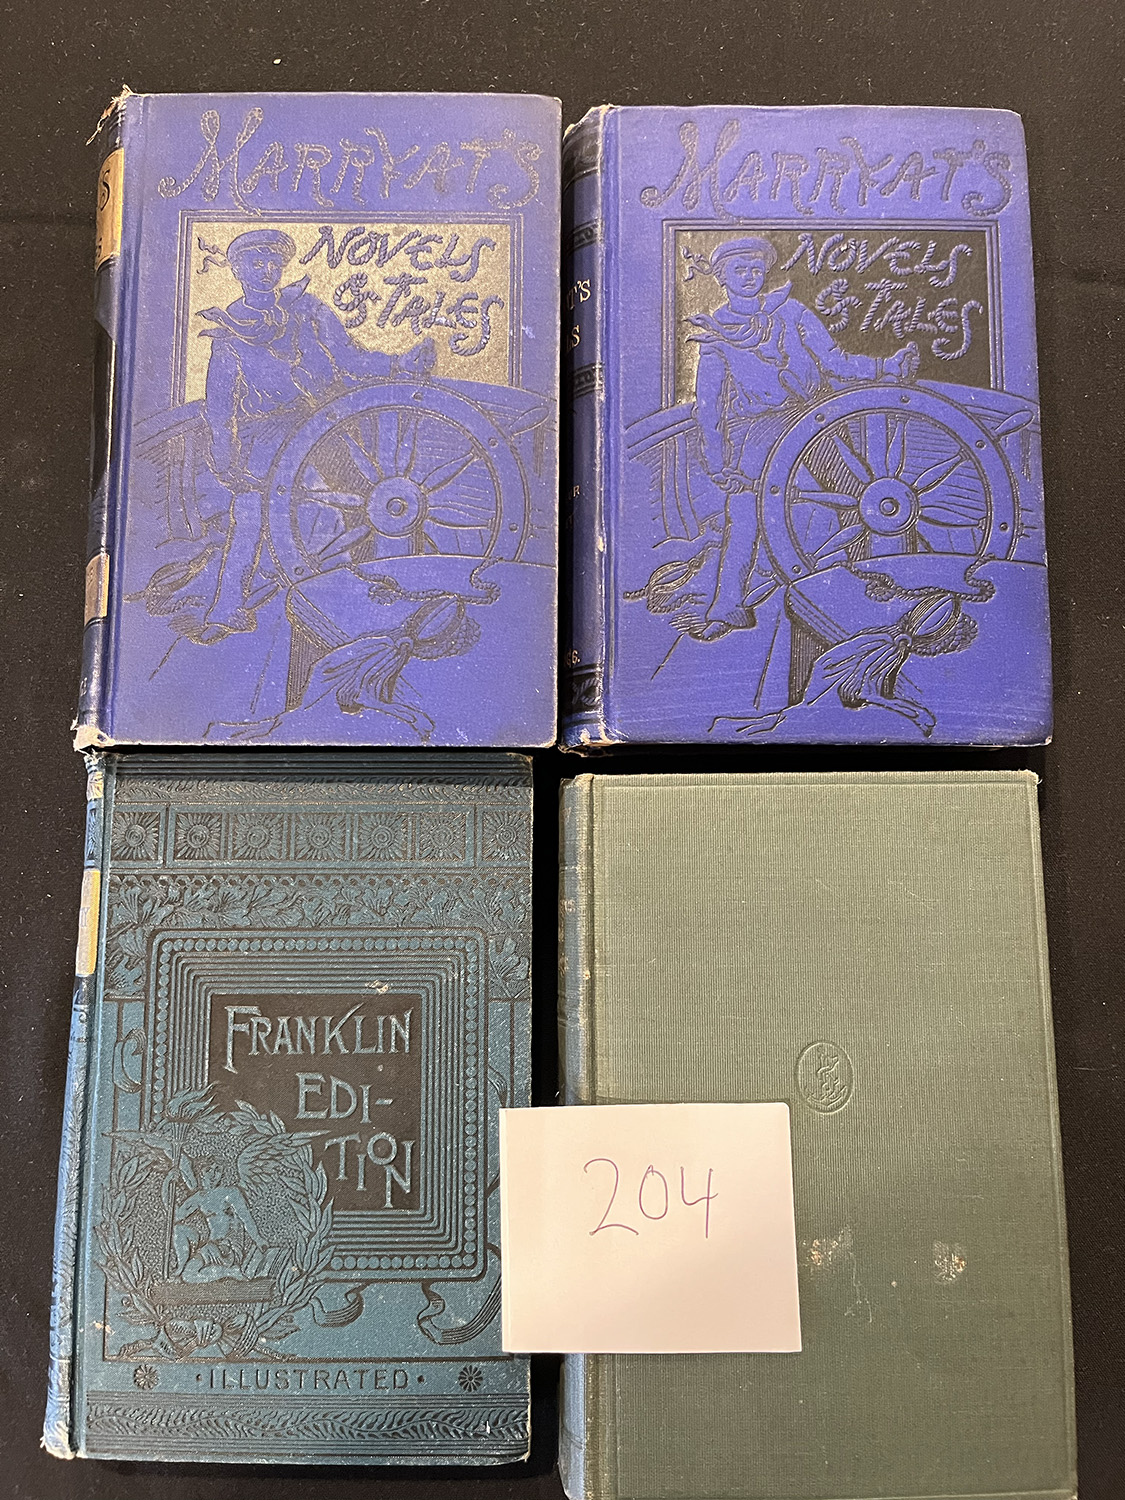 MARRYAT'S
NOVELS
& TALES
MARRYAT'S
NOVELS
& TALES
FRANKLIN
EDI-
TION
·ILLUSTRATED·
204